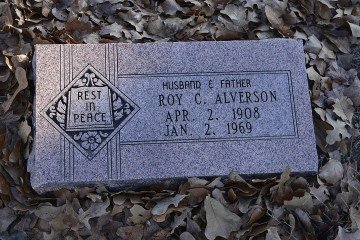 REST
in
PEACE
HUSBAND & FATHER
ROY C. ALVERSON
APR. 2, 1908
JAN. 2, 1969